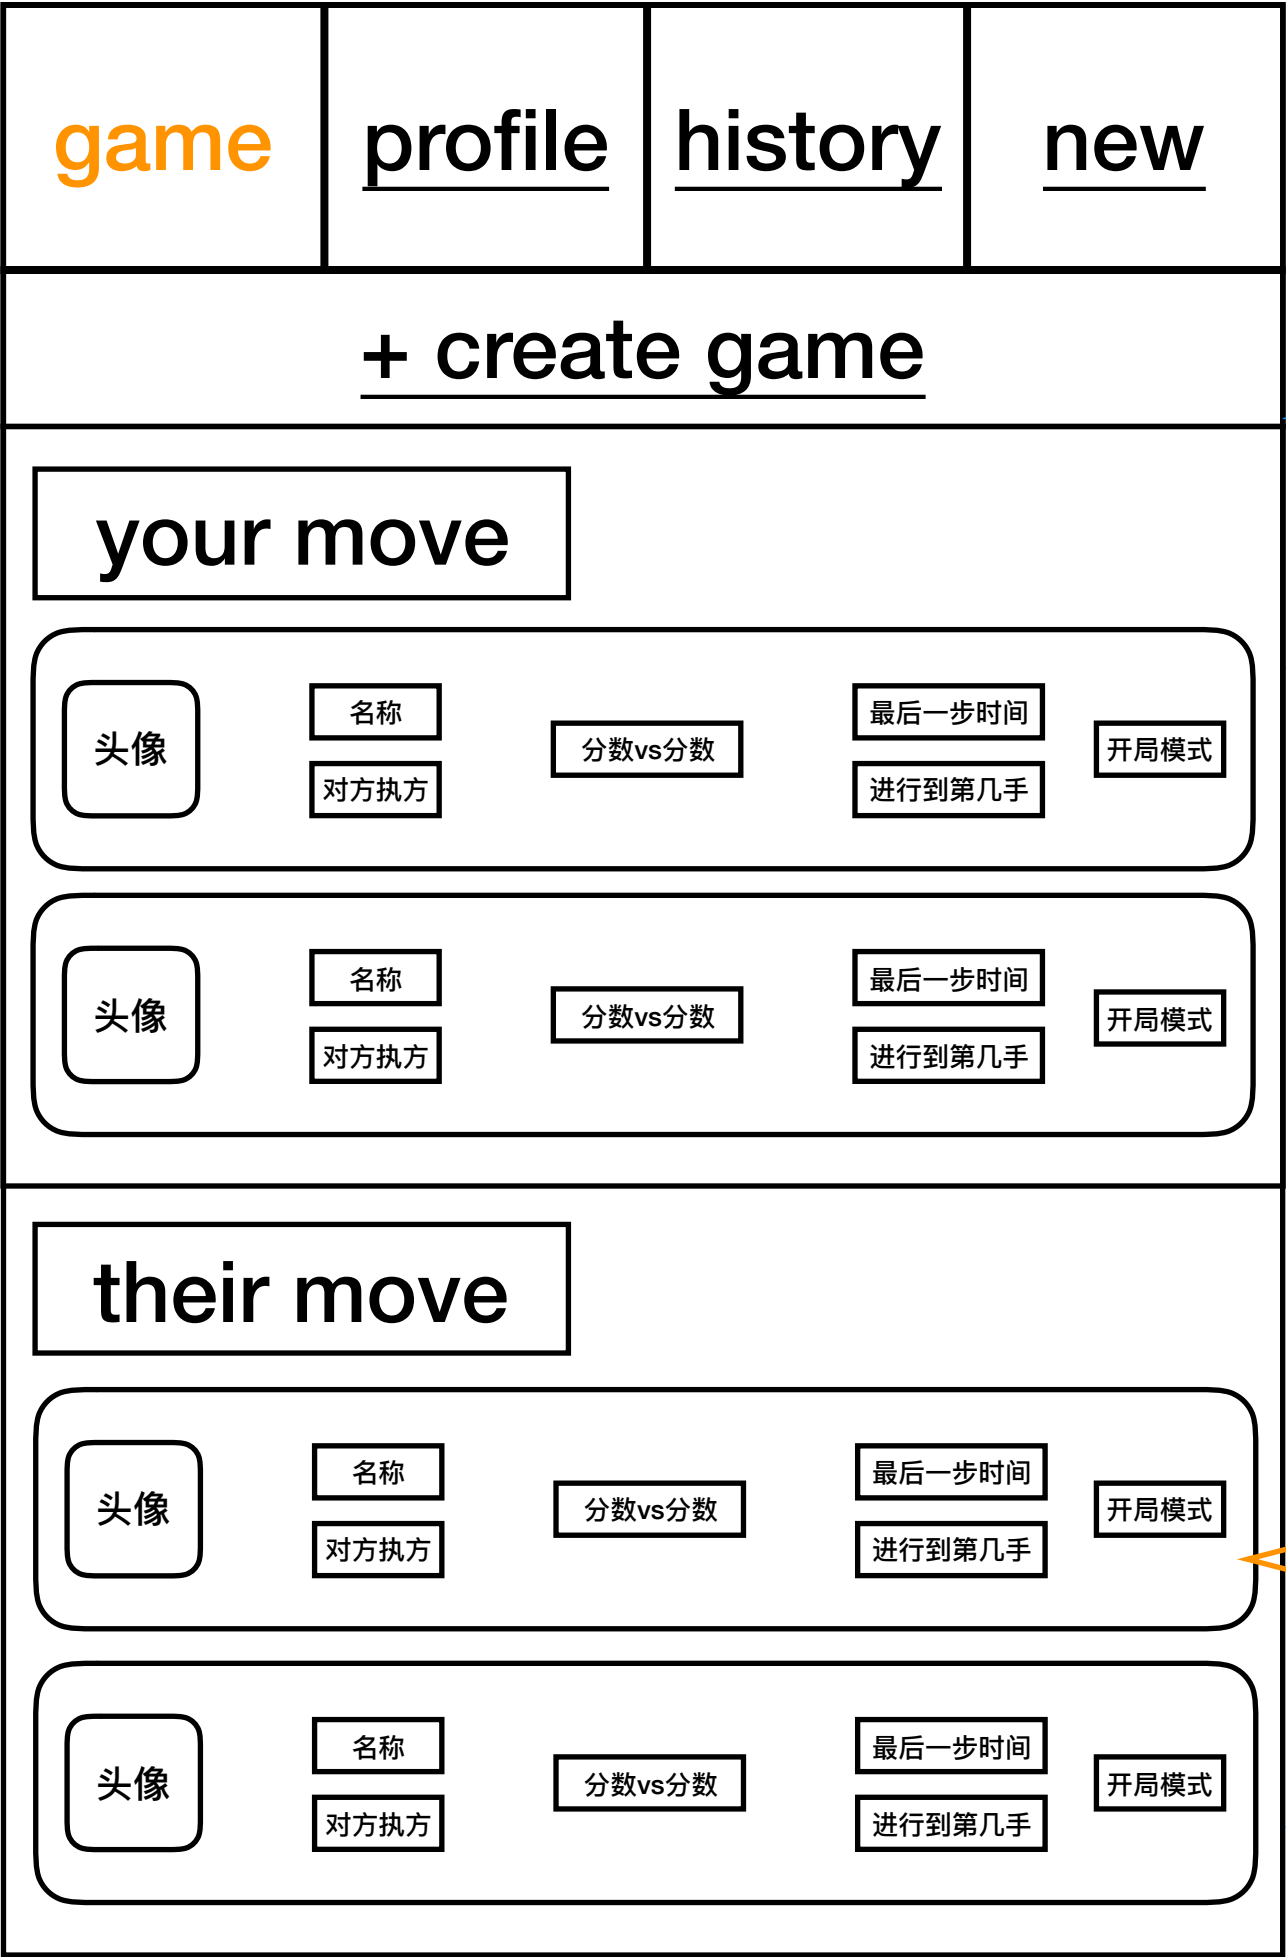 game profile history new
+ create game
your move
头像
名称
对方执方
分数vs分数
最后一步时间
进行到第几手
开局模式
头像
名称
对方执方
分数vs分数
最后一步时间
进行到第几手
开局模式
their move
头像
名称
对方执方
分数vs分数
最后一步时间
进行到第几手
开局模式
头像
名称
对方执方
分数vs分数
最后一步时间
进行到第几手
开局模式